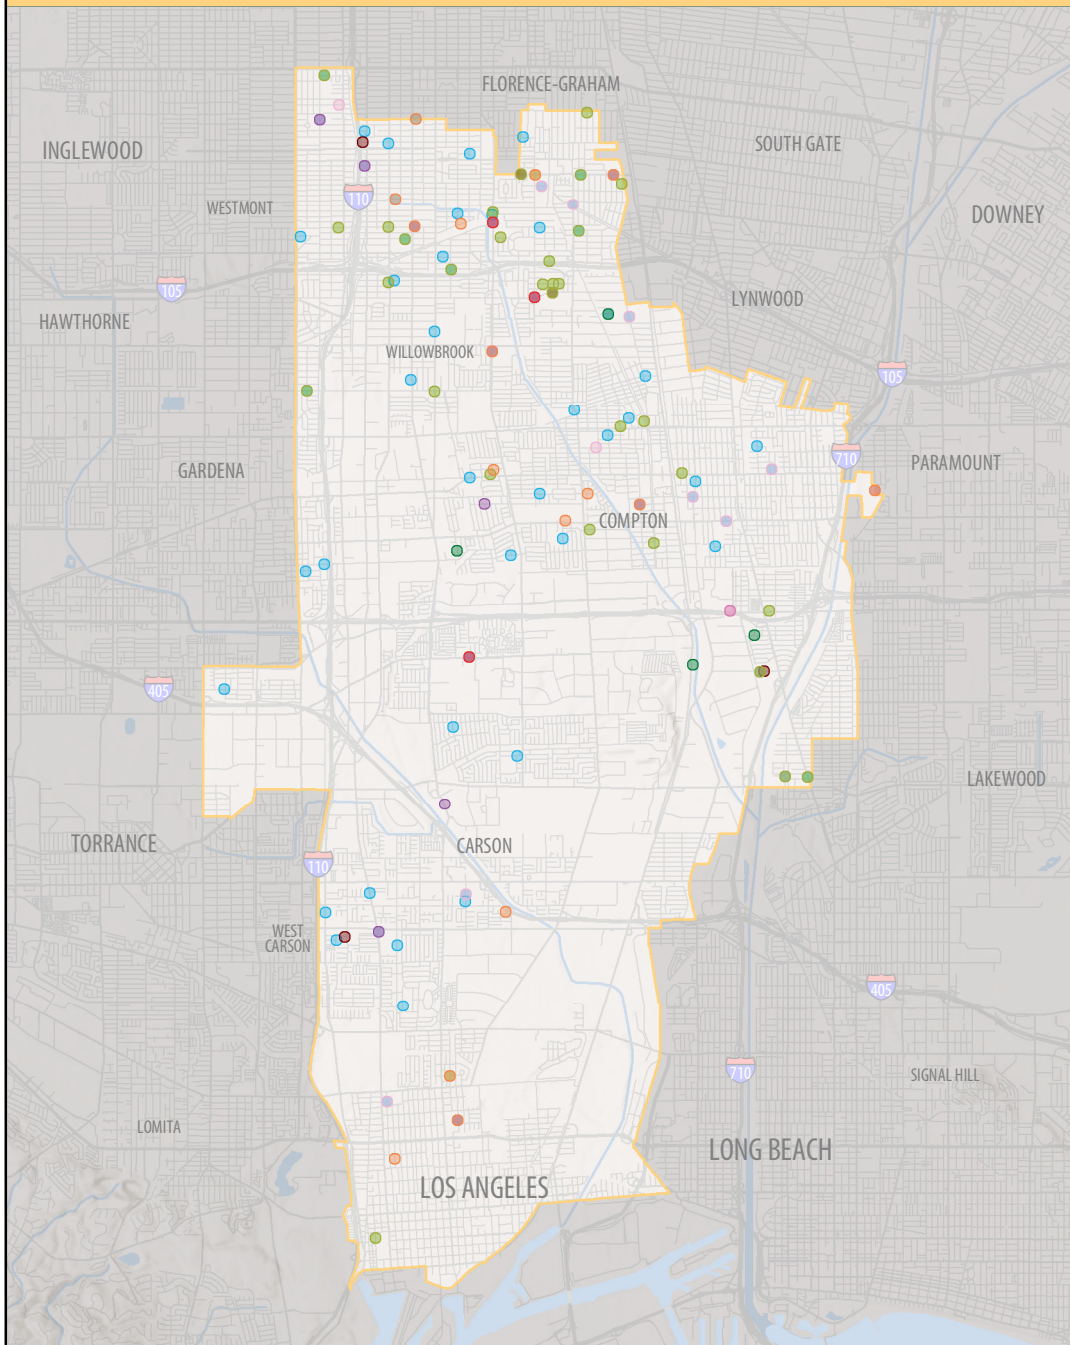 FLORENCE-GRAHAM
INGLEWOOD
SOUTH GATE
110
WESTMONT
DOWNEY
105
LYNWOOD
HAWTHORNE
WILLOWBROOK
105
710
GARDENA
PARAMOUNT
COMPTON
405
LAKEWOOD
TORRANCE
CARSON
110
WEST
CARSON
405
710
SIGNAL HILL
LOMITA
LONG BEACH
LOS ANGELES